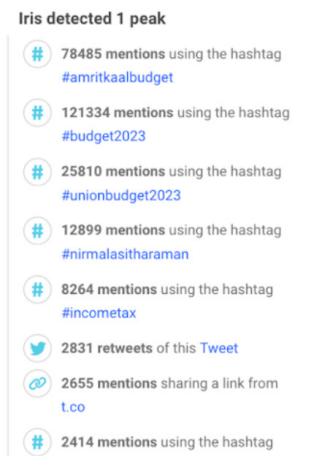 Iris detected 1 peak
# 78485 mentions using the hashtag
#amritkaalbudget
# 121334 mentions using the hashtag
#budget2023
# 25810 mentions using the hashtag
#unionbudget2023
# 12899 mentions using the hashtag
#nirmalasitharaman
# 8264 mentions using the hashtag
#incometax
2831 retweets of this Tweet
2655 mentions sharing a link from
t.co
# 2414 mentions using the hashtag